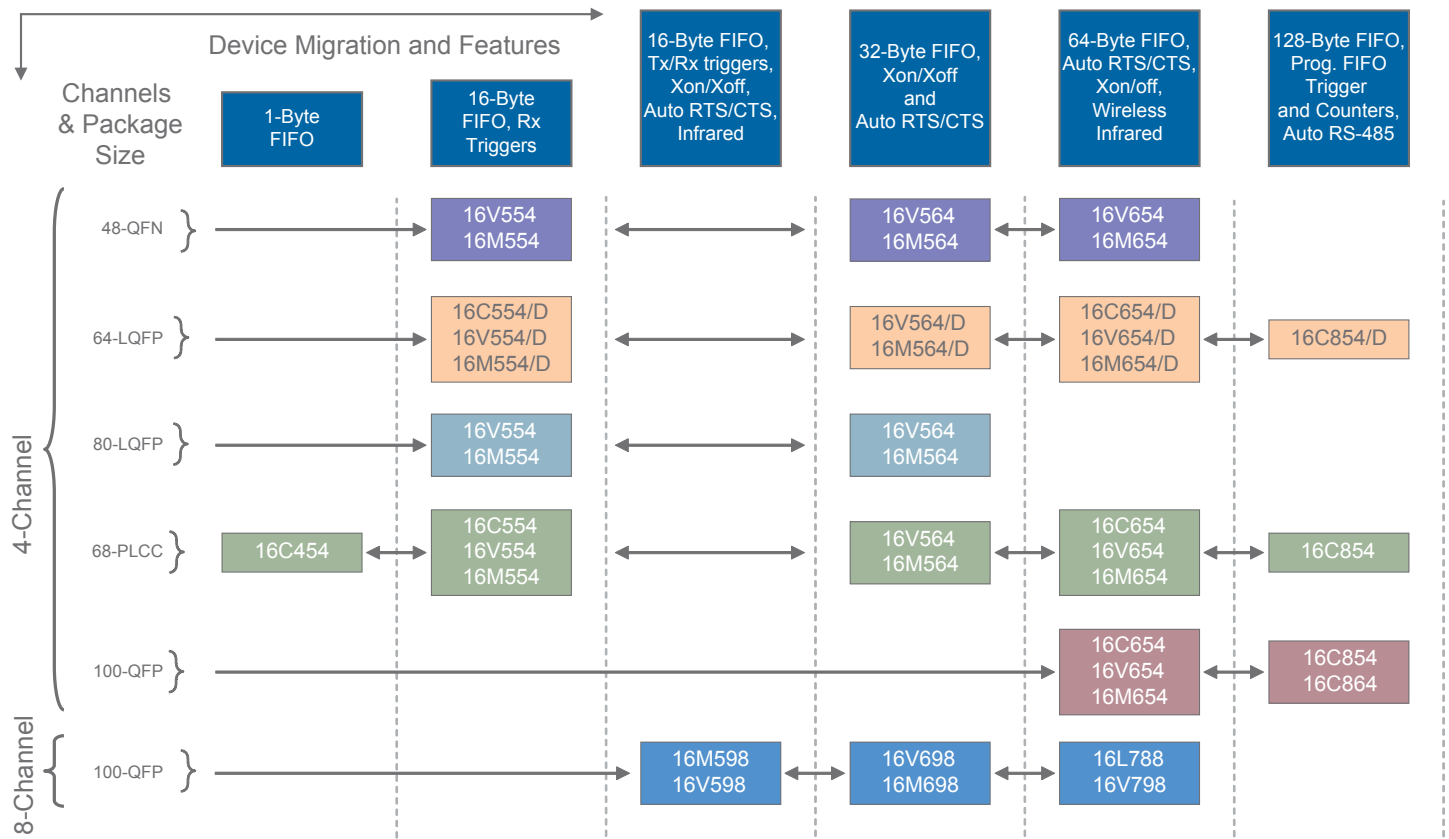 Device Migration and Features
Channels
& Package
Size
1-Byte
FIFO
16-Byte
FIFO, Rx
Triggers
16-Byte FIFO,
Tx/Rx triggers,
Xon/Xoff,
Auto RTS/CTS,
Infrared
32-Byte FIFO,
Xon/Xoff
and
Auto RTS/CTS
64-Byte FIFO,
Auto RTS/CTS,
Xon/off,
Wireless
Infrared
128-Byte FIFO,
Prog. FIFO
Trigger
and Counters,
Auto RS-485
4-Channel
48-QFN
16V554
16M554
16V564
16M564
16V654
16M654
64-LQFP
16C554/D
16V554/D
16M554/D
16V564/D
16M564/D
16C654/D
16V654/D
16M654/D
16C854/D
80-LQFP
16V554
16M554
16V564
16M564
68-PLCC
16C454
16C554
16V554
16M554
16V564
16M564
16C654
16V654
16M654
16C854
100-QFP
16C654
16V654
16M654
16C854
16C864
8-Channel
100-QFP
16M598
16V598
16V698
16M698
16L788
16V798